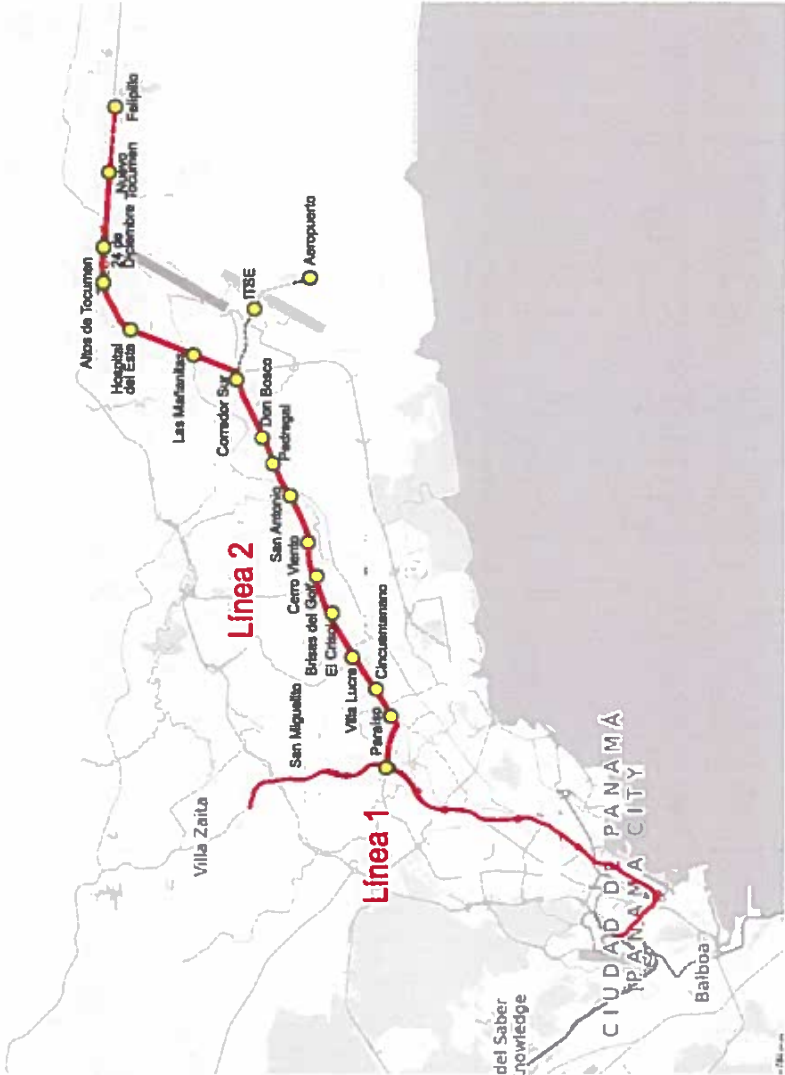 Felipillo
Nuevo
Tocumen
24 de
Diciembre
Altos de Tocumen
Hospital
del Este
Las Mañanitas
Corredor Sur
ITSE
Aeropuerto
Don Bosco
Pedregal
San Antonio
Cerro Viento
Brisas del Golf
El Crisol
Villa Lucre
Cincuentenario
Paraíso
San Miguelito
Línea 2
Línea 1
Villa Zaita
CIUDAD DE PANAMÁ
PANAMA CITY
Balboa
del Saber
nowledge